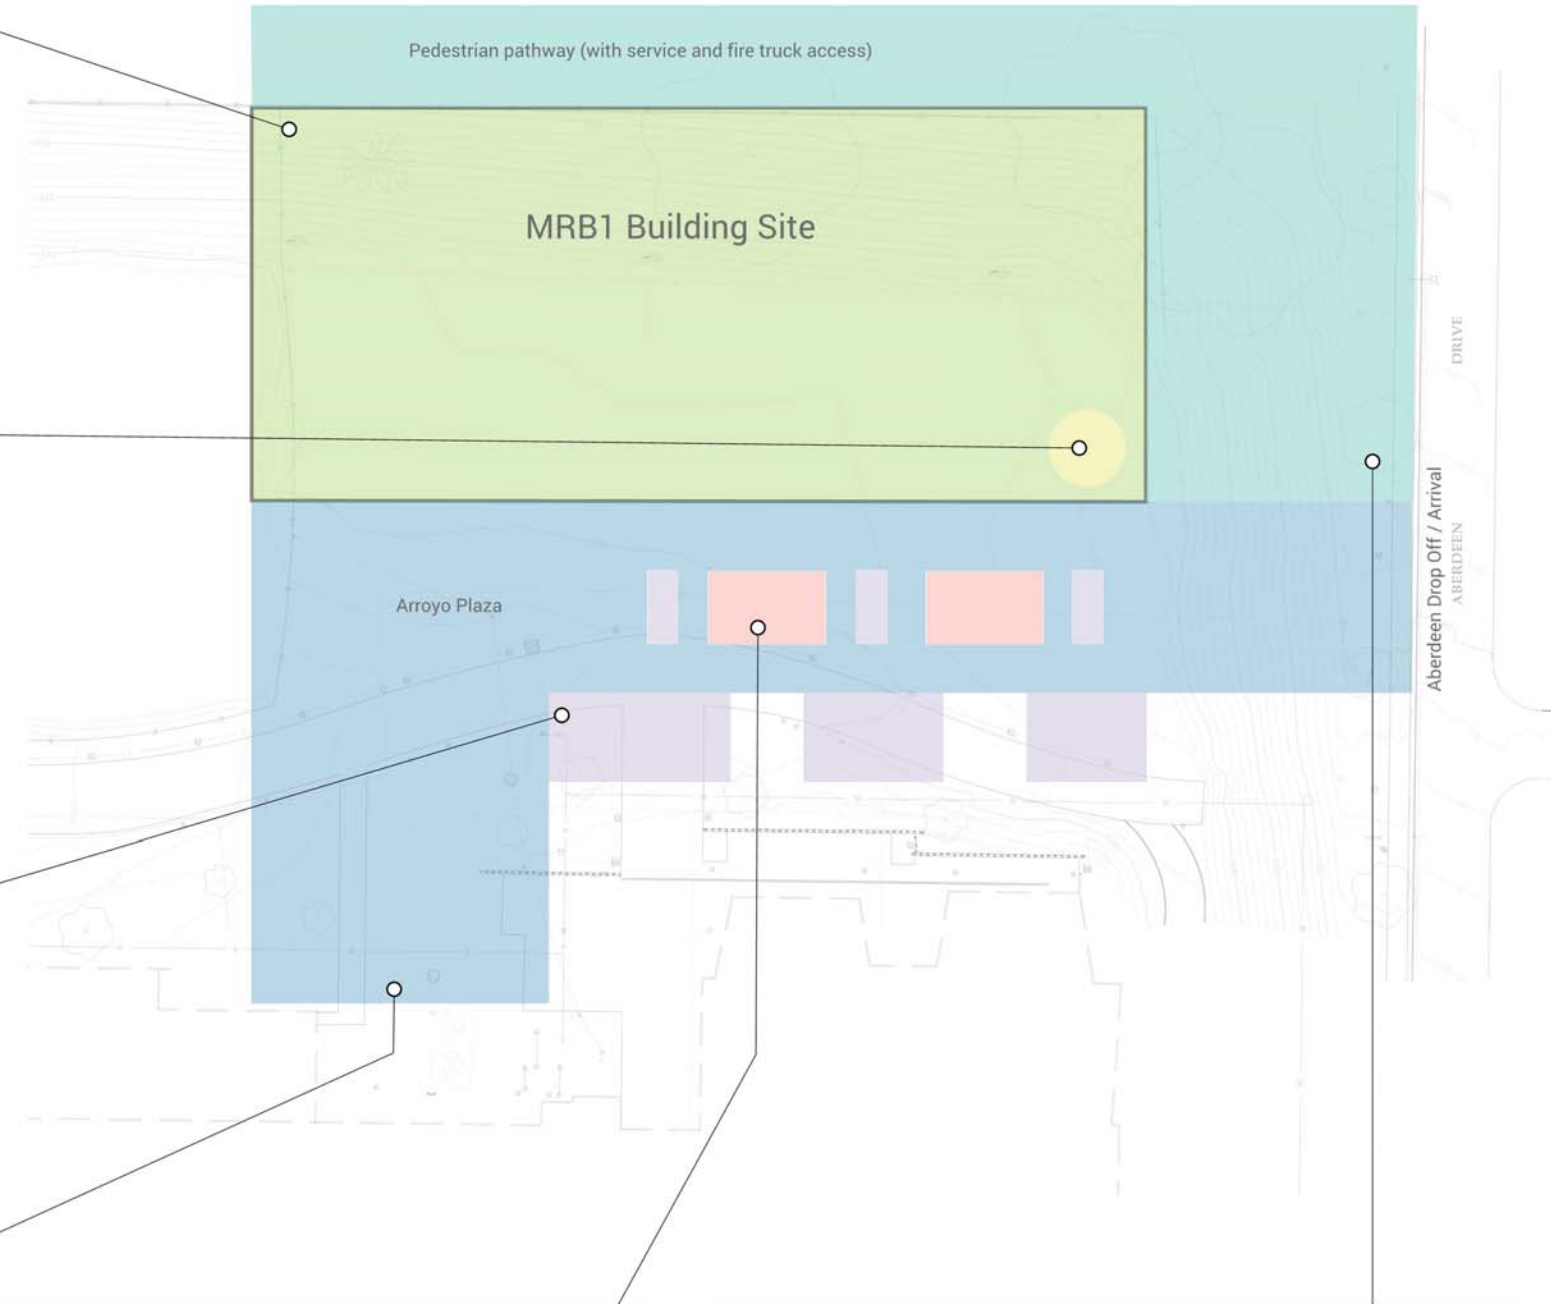 Pedestrian pathway (with service and fire truck access)
MRB1 Building Site
DRIVE
Aberdeen Drop Off / Arrival
ABERDEEN
Arroyo Plaza